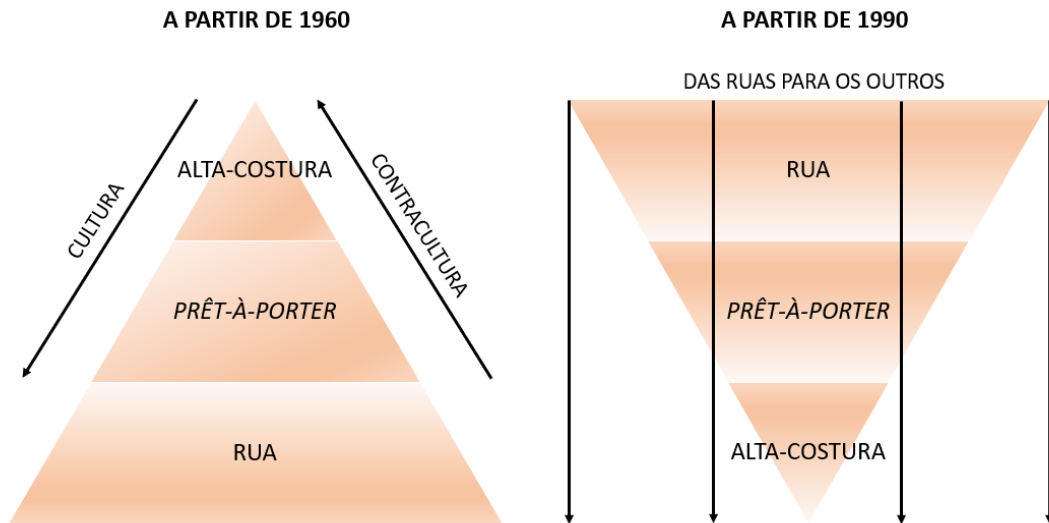 A PARTIR DE 1960
ALTA-COSTURA
CULTURA
CONTRACULTURA
PRÊT-À-PORTER
RUA
A PARTIR DE 1990
DAS RUAS PARA OS OUTROS
RUA
PRÊT-À-PORTER
ALTA-COSTURA